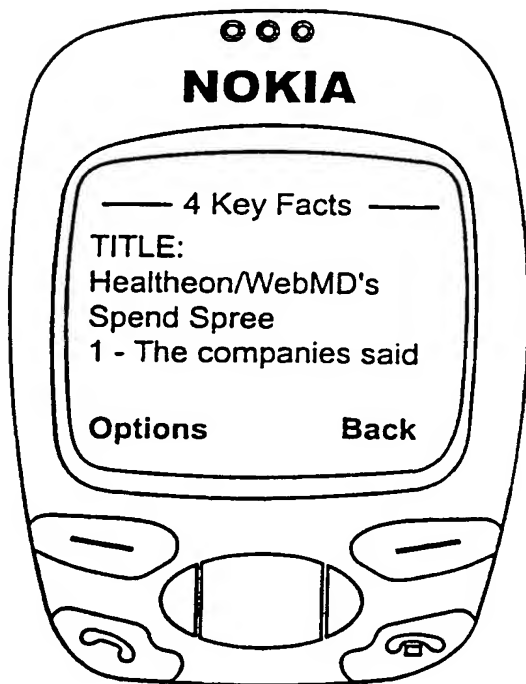 NOKIA
4 Key Facts
TITLE:
Healtheon/WebMD's
Spend Spree
1 - The companies said
Options Back